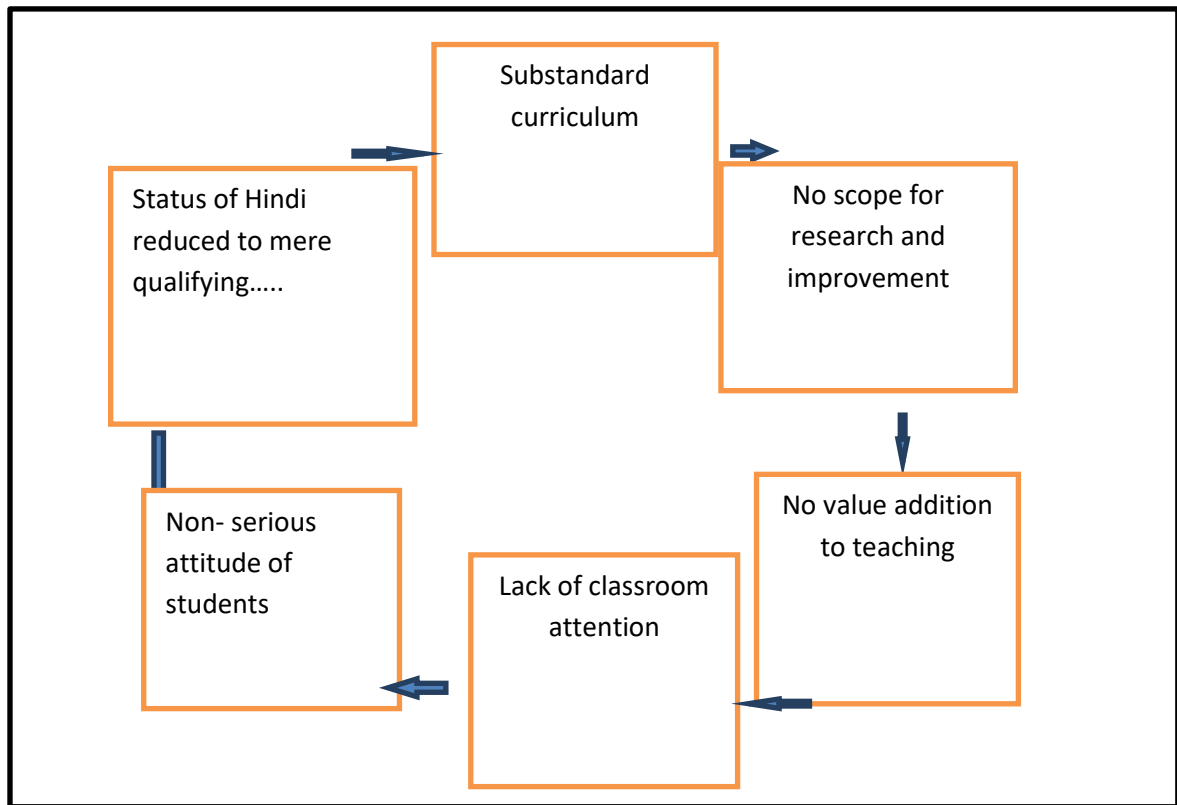 Substandard
curriculum
Status of Hindi
reduced to mere
qualifying…..
No scope for
research and
improvement
No value addition
to teaching
Lack of classroom
attention
Non- serious
attitude of
students